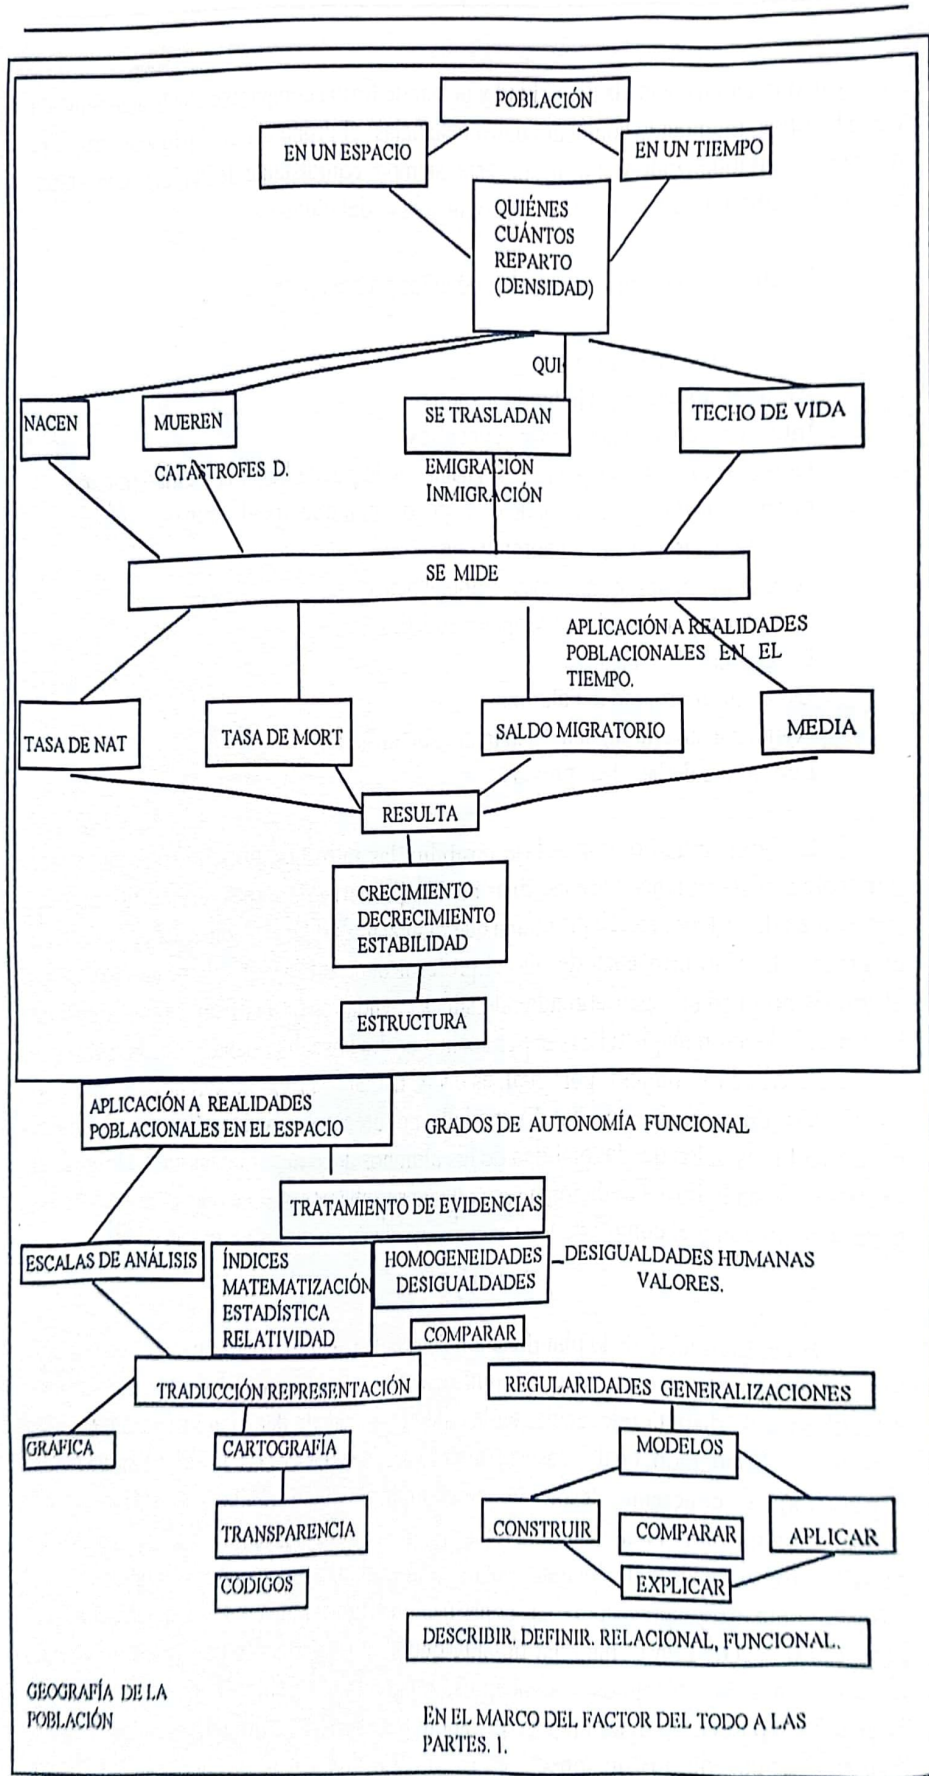 POBLACIÓN
EN UN ESPACIO
EN UN TIEMPO
QUIÉNES
CUÁNTOS
REPARTO
(DENSIDAD)
QUI
NACEN
MUEREN
SE TRASLADAN
TECHO DE VIDA
CATÁSTROFES D.
EMIGRACIÓN
INMIGRACIÓN
SE MIDE
APLICACIÓN A REALIDADES
POBLACIONALES EN EL
TIEMPO.
TASA DE NAT
TASA DE MORT
SALDO MIGRATORIO
MEDIA
RESULTA
CRECIMIENTO
DECRECIMIENTO
ESTABILIDAD
ESTRUCTURA
APLICACIÓN A REALIDADES
POBLACIONALES EN EL ESPACIO
GRADOS DE AUTONOMÍA FUNCIONAL
TRATAMIENTO DE EVIDENCIAS
ESCALAS DE ANÁLISIS
ÍNDICES
MATEMATIZACIÓN
ESTADÍSTICA
RELATIVIDAD
HOMOGENEIDADES
DESIGUALDADES
DESIGUALDADES HUMANAS
VALORES.
COMPARAR
TRADUCCIÓN REPRESENTACIÓN
REGULARIDADES GENERALIZACIONES
GRÁFICA
CARTOGRAFÍA
MODELOS
TRANSPARENCIA
CONSTRUIR
COMPARAR
APLICAR
CÓDIGOS
EXPLICAR
DESCRIBIR. DEFINIR. RELACIONAL, FUNCIONAL.
GEOGRAFÍA DE LA
POBLACIÓN
EN EL MARCO DEL FACTOR DEL TODO A LAS
PARTES. 1.